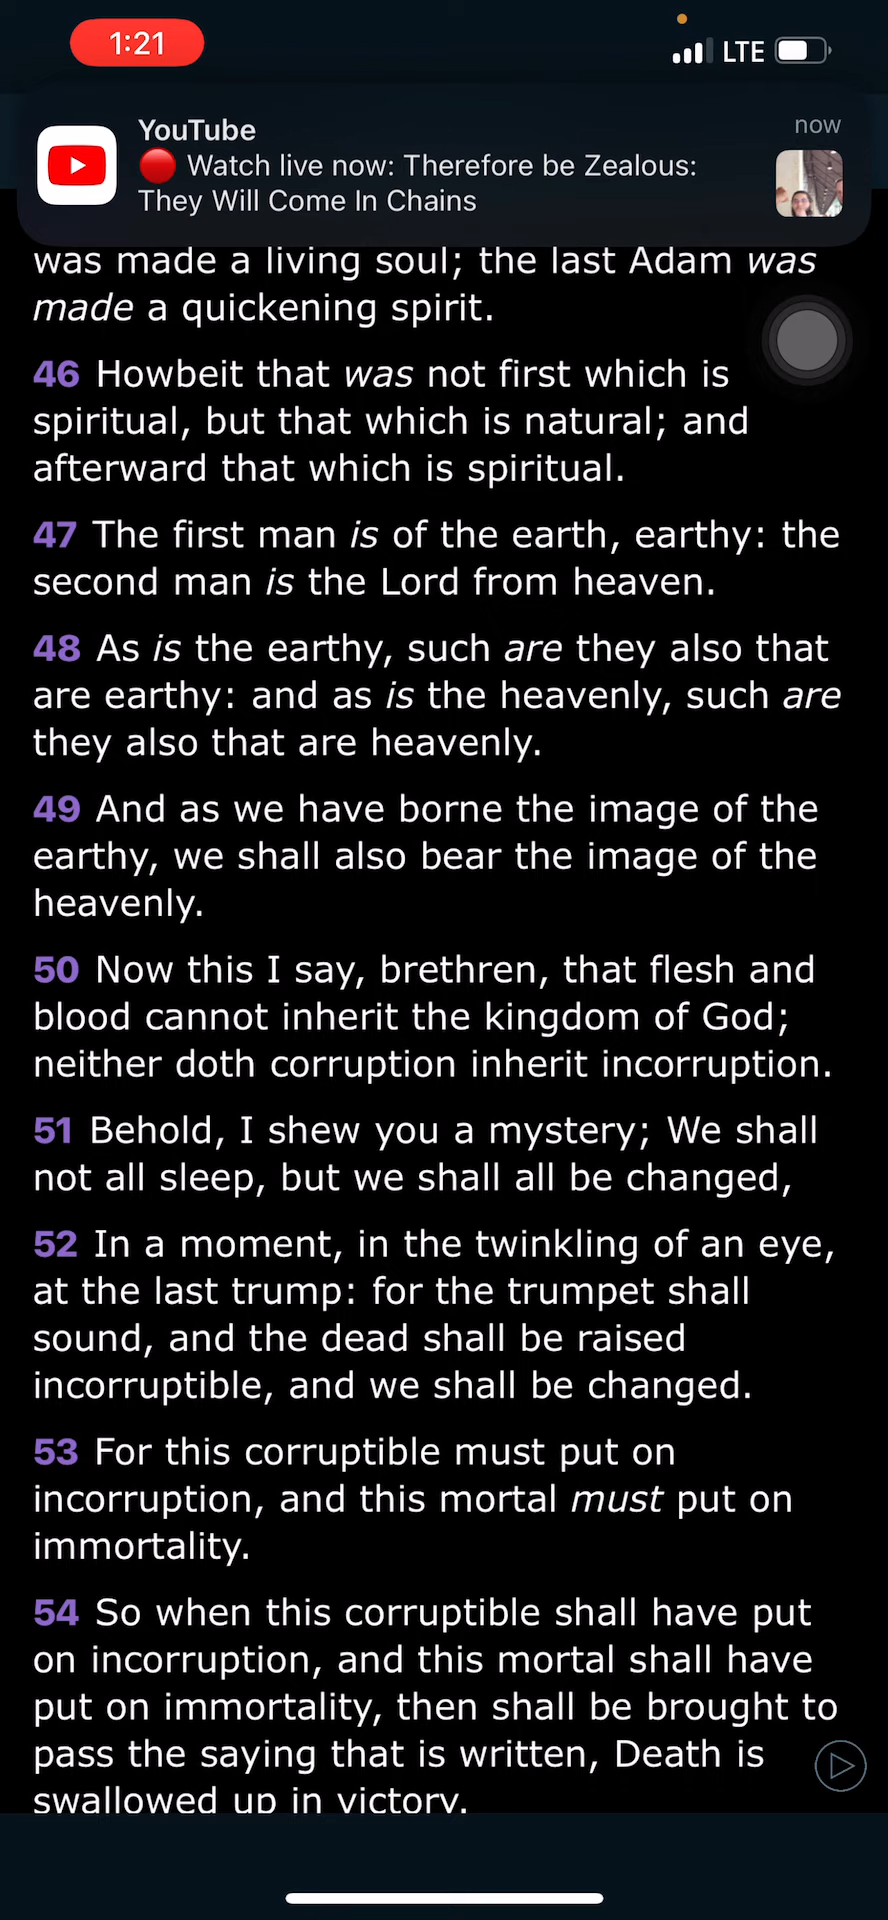 1:21
LTE
YouTube
now
🔴 Watch live now: Therefore be Zealous:
They Will Come In Chains
was made a living soul; the last Adam was
made a quickening spirit.
46 Howbeit that was not first which is
spiritual, but that which is natural; and
afterward that which is spiritual.
47 The first man is of the earth, earthy: the
second man is the Lord from heaven.
48 As is the earthy, such are they also that
are earthy: and as is the heavenly, such are
they also that are heavenly.
49 And as we have borne the image of the
earthy, we shall also bear the image of the
heavenly.
50 Now this I say, brethren, that flesh and
blood cannot inherit the kingdom of God;
neither doth corruption inherit incorruption.
51 Behold, I shew you a mystery; We shall
not all sleep, but we shall all be changed,
52 In a moment, in the twinkling of an eye,
at the last trump: for the trumpet shall
sound, and the dead shall be raised
incorruptible, and we shall be changed.
53 For this corruptible must put on
incorruption, and this mortal must put on
immortality.
54 So when this corruptible shall have put
on incorruption, and this mortal shall have
put on immortality, then shall be brought to
pass the saying that is written, Death is
swallowed up in victory.